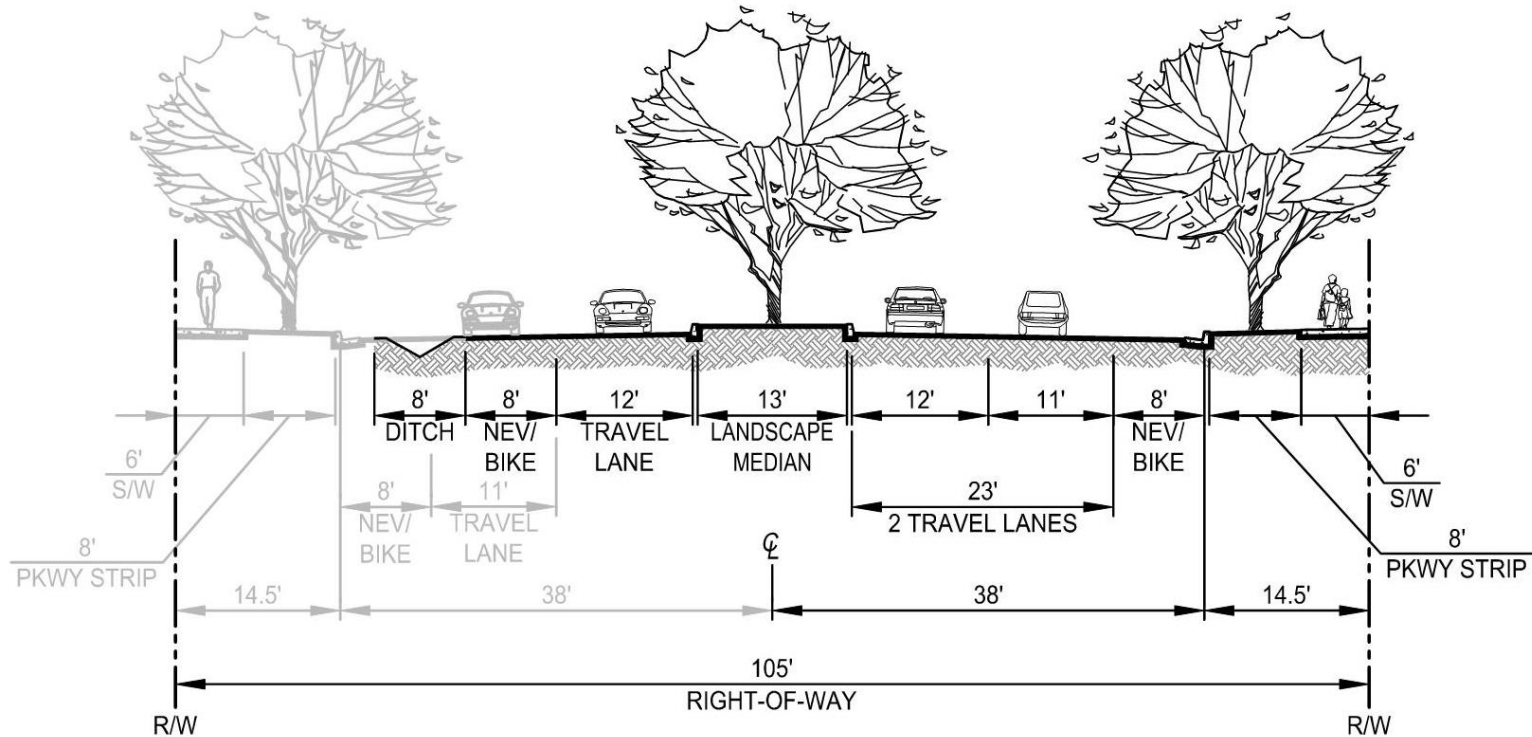 8' 8' 12' 13' 12' 11' 8'
DITCH NEV/ TRAVEL LANDSCAPE NEV/
BIKE LANE MEDIAN BIKE
6' 6'
S/W S/W
8' 11' 23'
NEV/ TRAVEL 2 TRAVEL LANES
BIKE LANE
8' ℄ 8'
PKWY STRIP PKWY STRIP
14.5' 38' 38' 14.5'
105'
RIGHT-OF-WAY
R/W R/W